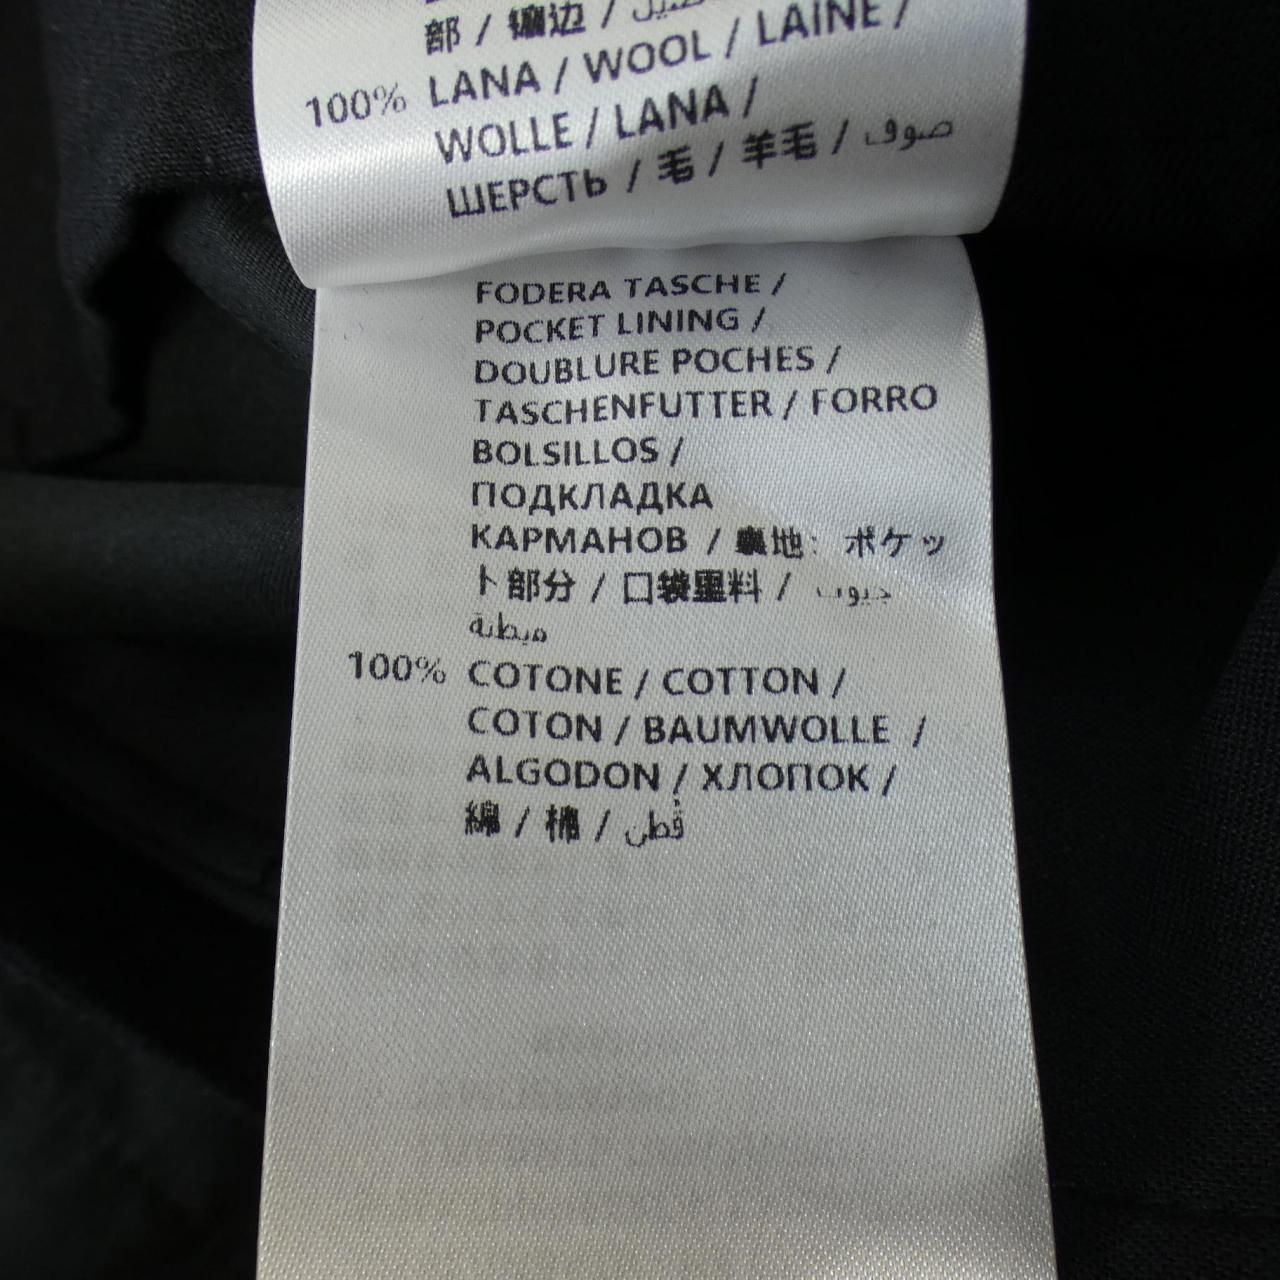 部 / 镶边 /
100% LANA / WOOL / LAINE /
WOLLE / LANA /
ШЕРСТЬ / 毛 / 羊毛 / صوف
FODERA TASCHE /
POCKET LINING /
DOUBLURE POCHES /
TASCHENFUTTER / FORRO
BOLSILLOS /
ПОДКЛАДКА
КАРМАНОВ / 裏地: ポケッ
ト部分 / 口袋里料 / جيوب
مبطنة
100% COTONE / COTTON /
COTON / BAUMWOLLE /
ALGODON / ХЛОПОК /
綿 / 棉 / قطن